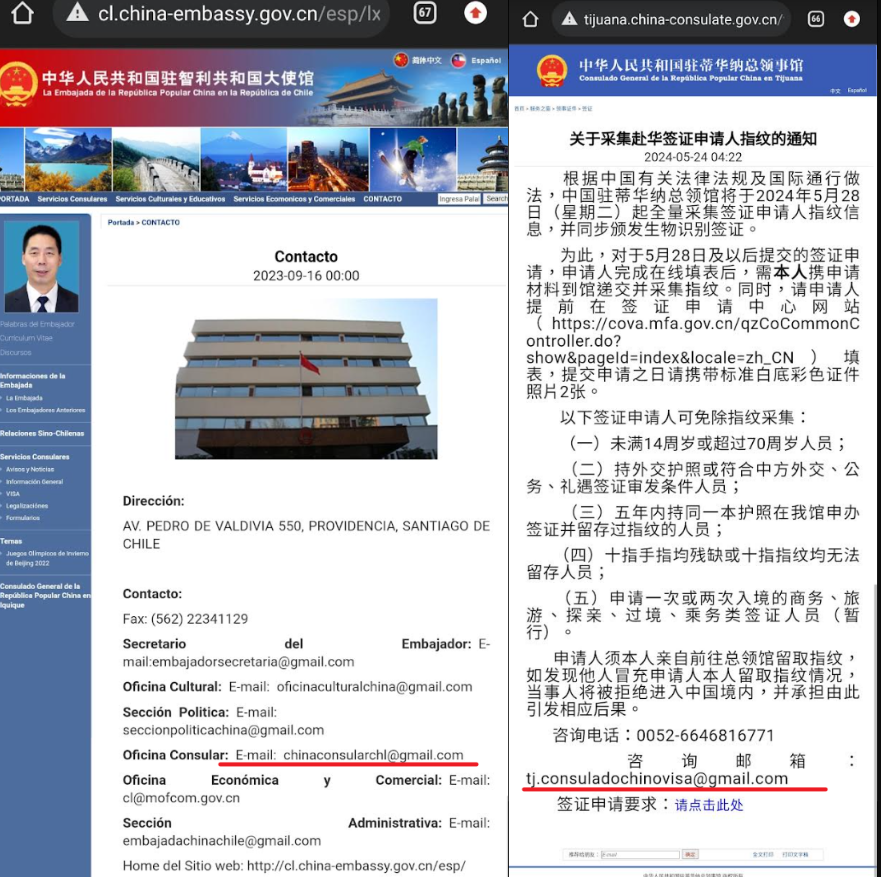 cl.china-embassy.gov.cn/esp/lx
67
中华人民共和国驻智利共和国大使馆
La Embajada de la República Popular China en la República de Chile
简体中文
Español
PORTADA Servicios Consulares Servicios Culturales y Educativos Servicios Económicos y Comerciales CONTACTO
Ingresa Palal
Search
Palabras del Embajador
Curriculum Vitae
Discursos
Informaciones de la
Embajada
La Embajada
Los Embajadores Anteriores
Relaciones Sino-Chilenas
Servicios Consulares
Avisos y Noticias
Información General
VISA
Legalizaciónes
Formularios
Temas
Juegos Olímpicos de Invierno
de Beijing 2022
Consulado General de la
República Popular China en
Iquique
Portada > CONTACTO
Contacto
2023-09-16 00:00
Dirección:
AV. PEDRO DE VALDIVIA 550, PROVIDENCIA, SANTIAGO DE
CHILE
Contacto:
Fax: (562) 22341129
Secretario del Embajador: E-
mail:embajadorsecretaria@gmail.com
Oficina Cultural: E-mail: oficinaculturalchina@gmail.com
Sección Politica: E-mail:
seccionpoliticachina@gmail.com
Oficina Consular: E-mail: chinaconsularchl@gmail.com
Oficina Económica y Comercial: E-mail:
cl@mofcom.gov.cn
Sección Administrativa: E-mail:
embajadachinachile@gmail.com
Home del Sitio web: http://cl.china-embassy.gov.cn/esp/
tijuana.china-consulate.gov.cn/
66
中华人民共和国驻蒂华纳总领事馆
Consulado General de la República Popular China en Tijuana
中文 Español
首页 > 领务之窗 > 领事证件 > 签证
关于采集赴华签证申请人指纹的通知
2024-05-24 04:22
根据中国有关法律法规及国际通行做
法，中国驻蒂华纳总领馆将于2024年5月28
日（星期二）起全量采集签证申请人指纹信
息，并同步颁发生物识别签证。
为此，对于5月28日及以后提交的签证申
请，申请人完成在线填表后，需本人携申请
材料到馆递交并采集指纹。同时，请申请人
提前在签证申请中心网站
（https://cova.mfa.gov.cn/qzCoCommonC
ontroller.do?
show&pageId=index&locale=zh_CN ）填
表，提交申请之日请携带标准白底彩色证件
照片2张。
以下签证申请人可免除指纹采集：
（一）未满14周岁或超过70周岁人员；
（二）持外交护照或符合中方外交、公
务、礼遇签证审发条件人员；
（三）五年内持同一本护照在我馆申办
签证并留存过指纹的人员；
（四）十指手指均残缺或十指指纹均无法
留存人员；
（五）申请一次或两次入境的商务、旅
游、探亲、过境、乘务类签证人员（暂
行）。
申请人须本人亲自前往总领馆留取指纹，
如发现他人冒充申请人本人留取指纹情况，
当事人将被拒绝进入中国境内，并承担由此
引发相应后果。
咨询电话：0052-6646816771
咨询邮箱：
tj.consuladochinovisa@gmail.com
签证申请要求：请点击此处
推荐给朋友：
E-mail
确定
全文打印 打印文字稿